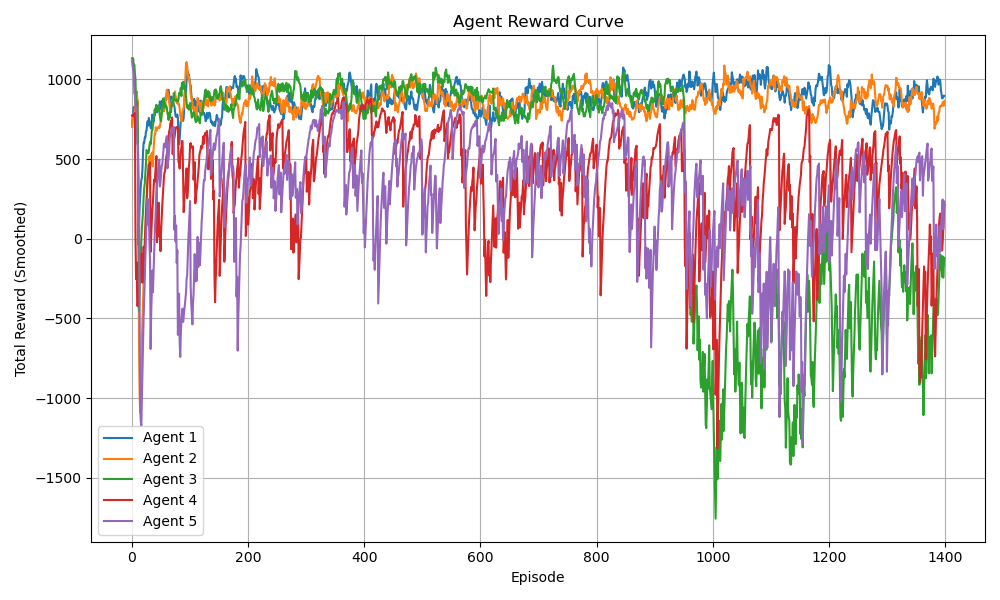 Agent Reward Curve
Total Reward (Smoothed)
1000
500
0
−500
−1000
−1500
Agent 1
Agent 2
Agent 3
Agent 4
Agent 5
0 200 400 600 800 1000 1200 1400
Episode